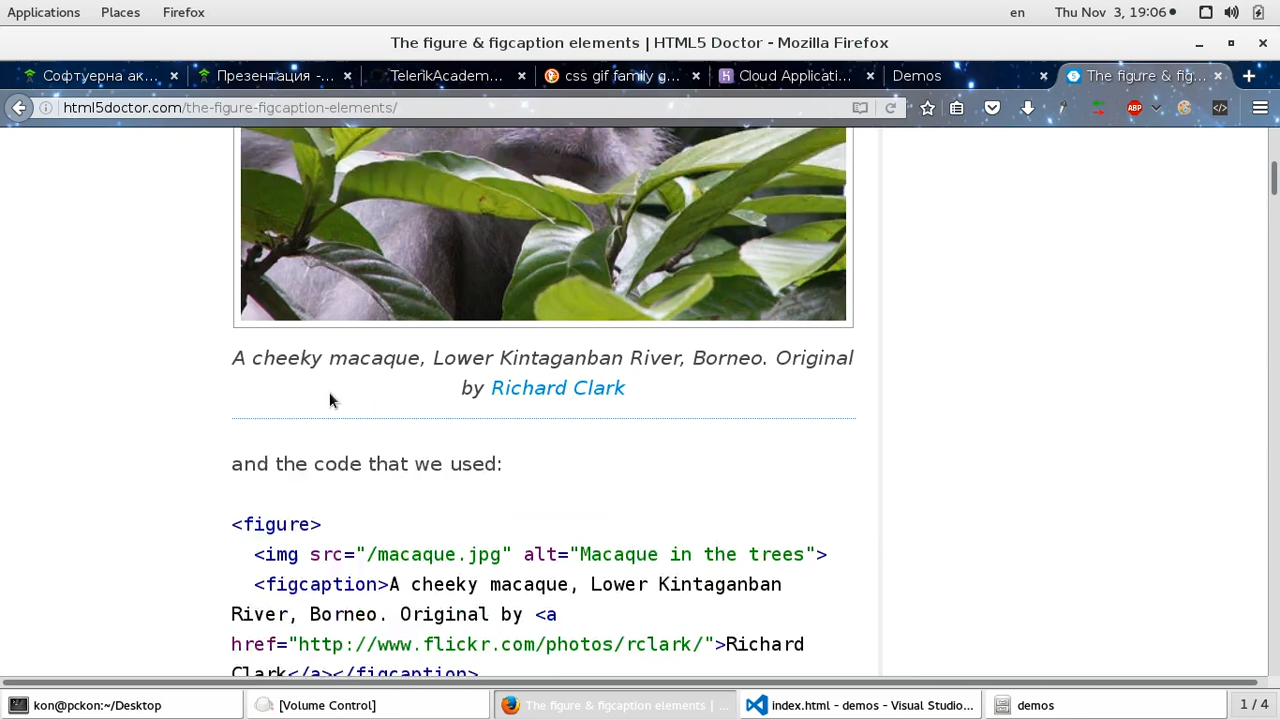 Applications Places Firefox en Thu Nov 3, 19:06
The figure & figcaption elements | HTML5 Doctor - Mozilla Firefox
Софтуерна ак... Презентация -... TelerikAcadem... css gif family g... Cloud Applicati... Demos The figure & fig...
html5doctor.com/the-figure-figcaption-elements/ ABP
A cheeky macaque, Lower Kintaganban River, Borneo. Original
by Richard Clark
and the code that we used:
<figure>
<img src="/macaque.jpg" alt="Macaque in the trees">
<figcaption>A cheeky macaque, Lower Kintaganban
River, Borneo. Original by <a
href="http://www.flickr.com/photos/rclark/">Richard
Clark</a></figcaption>
kon@pckon:~/Desktop [Volume Control] The figure & figcaption elements | ... index.html - demos - Visual Studio... demos 1 / 4